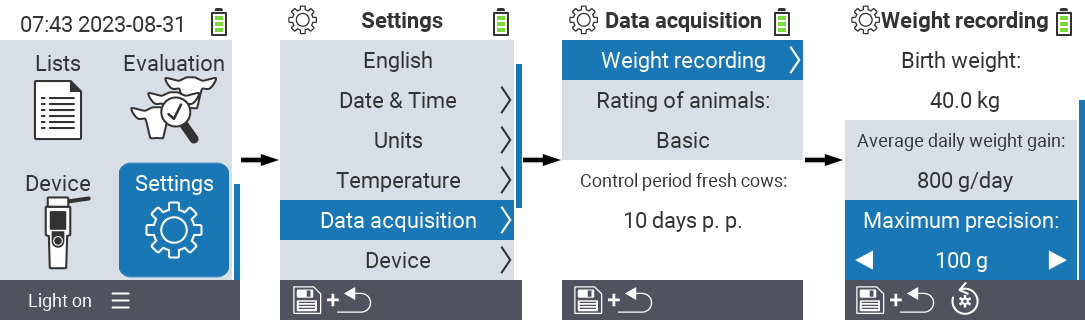 07:43 2023-08-31
Lists
Evaluation
Device
Settings
Light on
Settings
English
Date & Time
Units
Temperature
Data acquisition
Device
+
Data acquisition
Weight recording
Rating of animals:
Basic
Control period fresh cows:
10 days p. p.
+
Weight recording
Birth weight:
40.0 kg
Average daily weight gain:
800 g/day
Maximum precision:
100 g
+